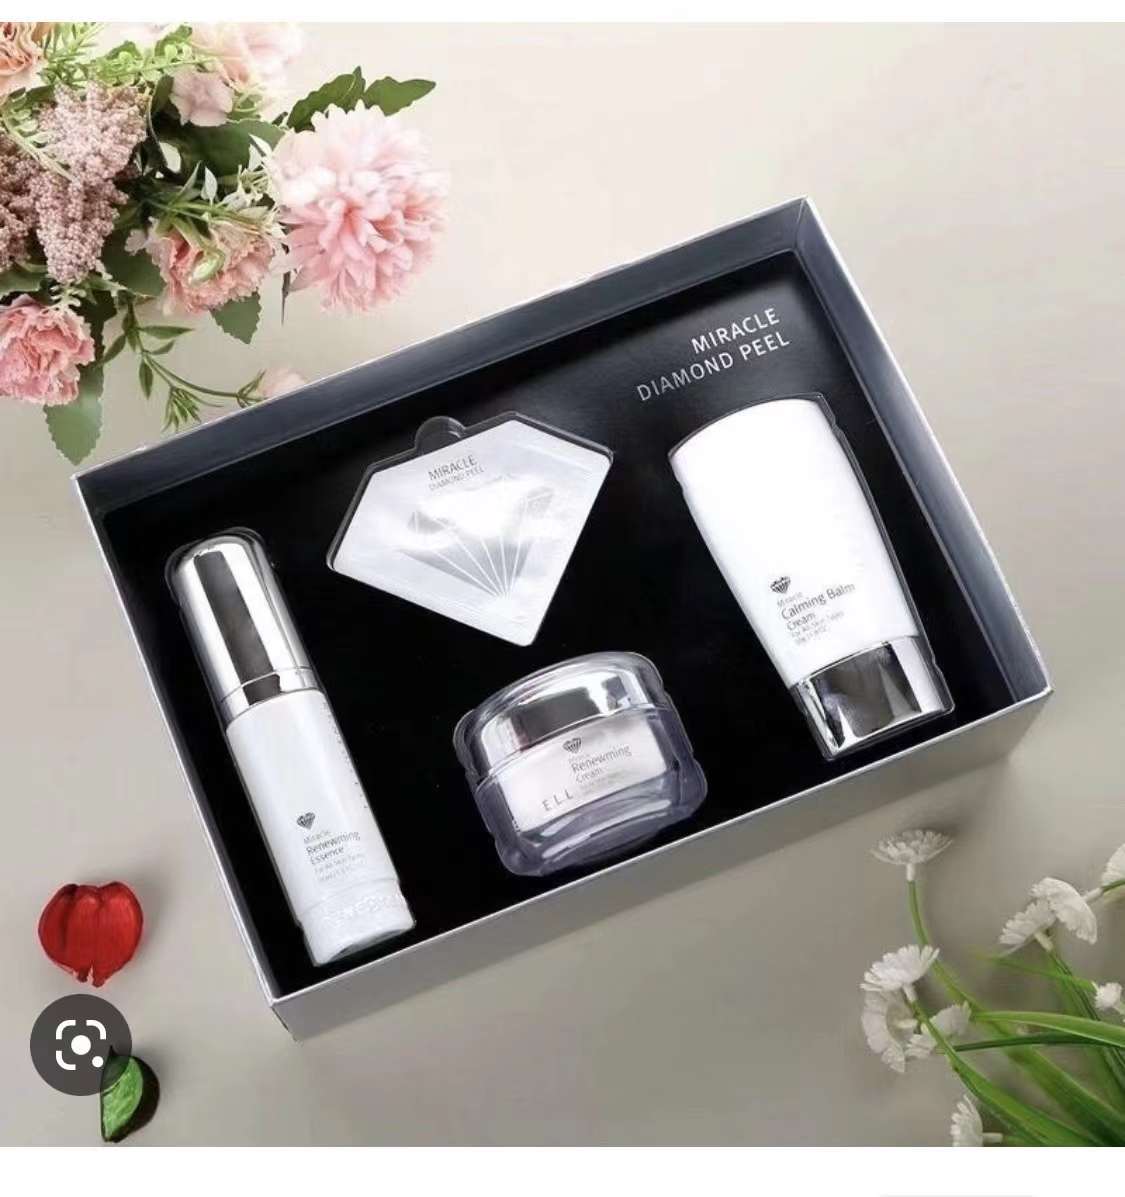 MIRACLE
DIAMOND PEEL
MIRACLE
DIAMOND PEEL
Miracle
Calming Balm
Cream
For All Skin Types
Renewming
Cream
E.L.L
Miracle
Renewming
Essence
For All Skin Types